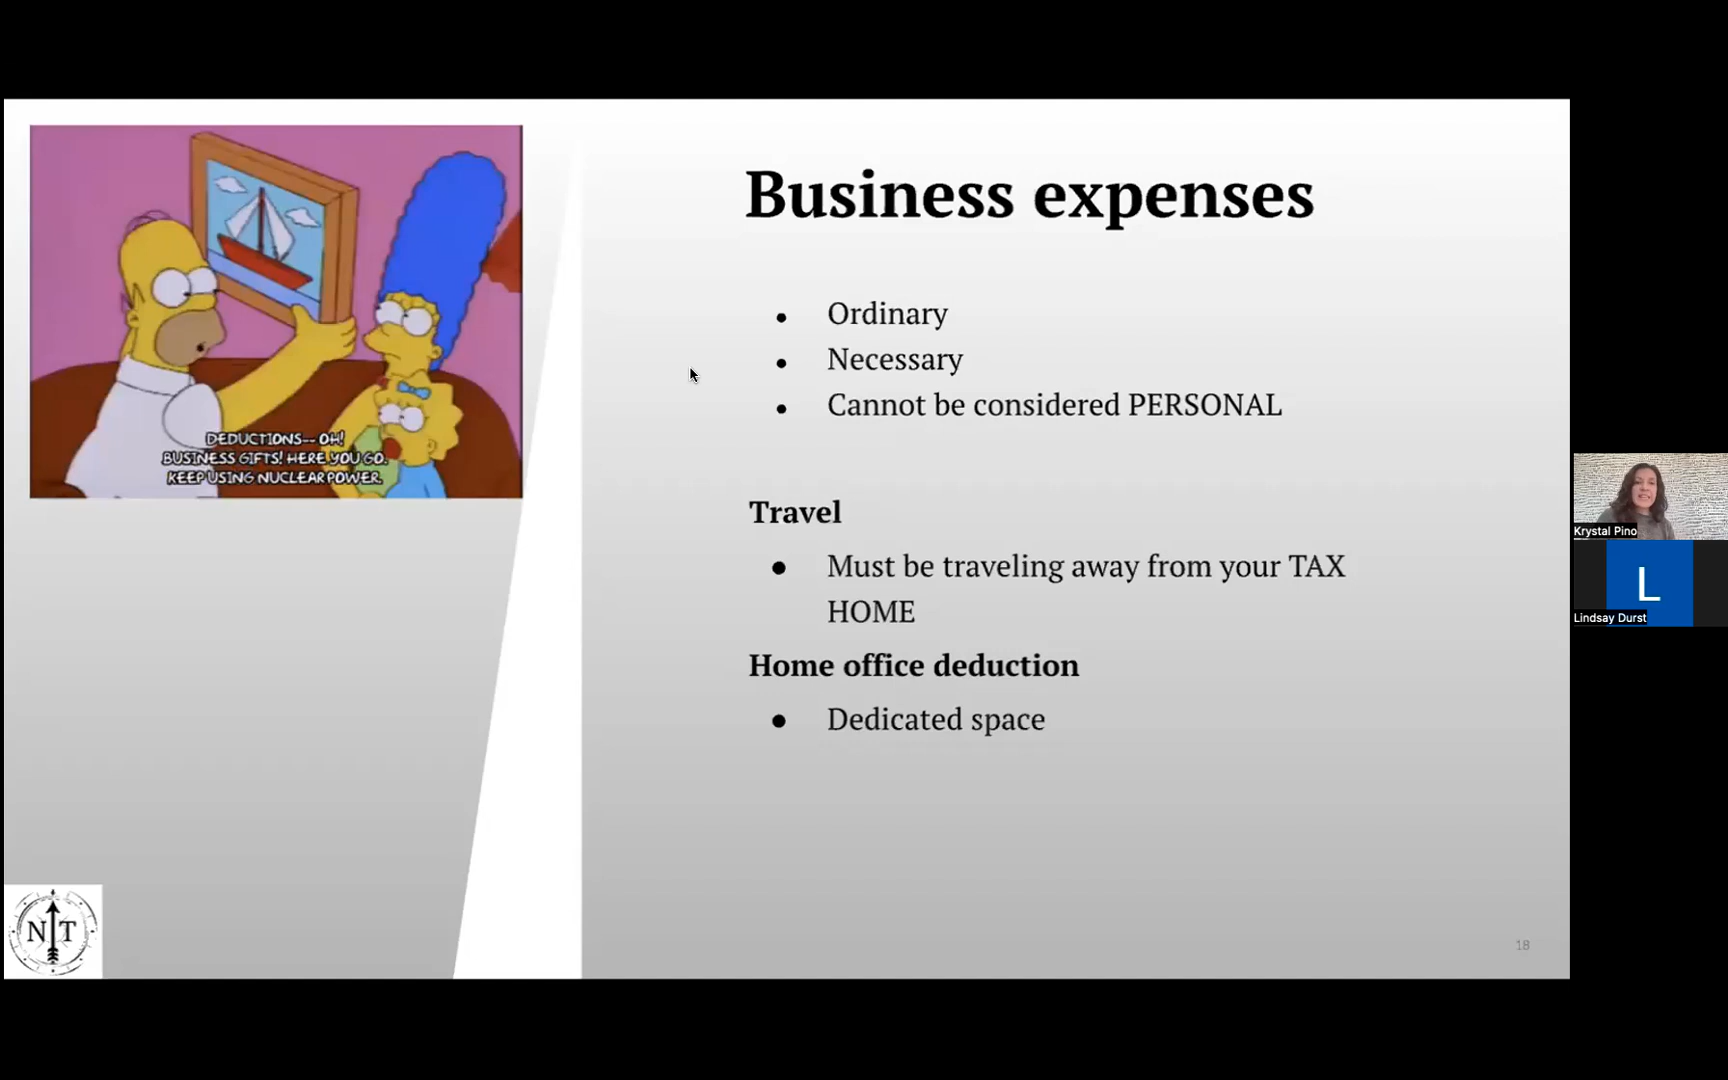 Business expenses
• Ordinary
• Necessary
• Cannot be considered PERSONAL
Travel
• Must be traveling away from your TAX
HOME
Home office deduction
• Dedicated space
DEDUCTIONS-- OH!
BUSINESS GIFTS! HERE YOU GO.
KEEP USING NUCLEAR POWER.
NT
18
Krystal Pino
L
Lindsay Durst